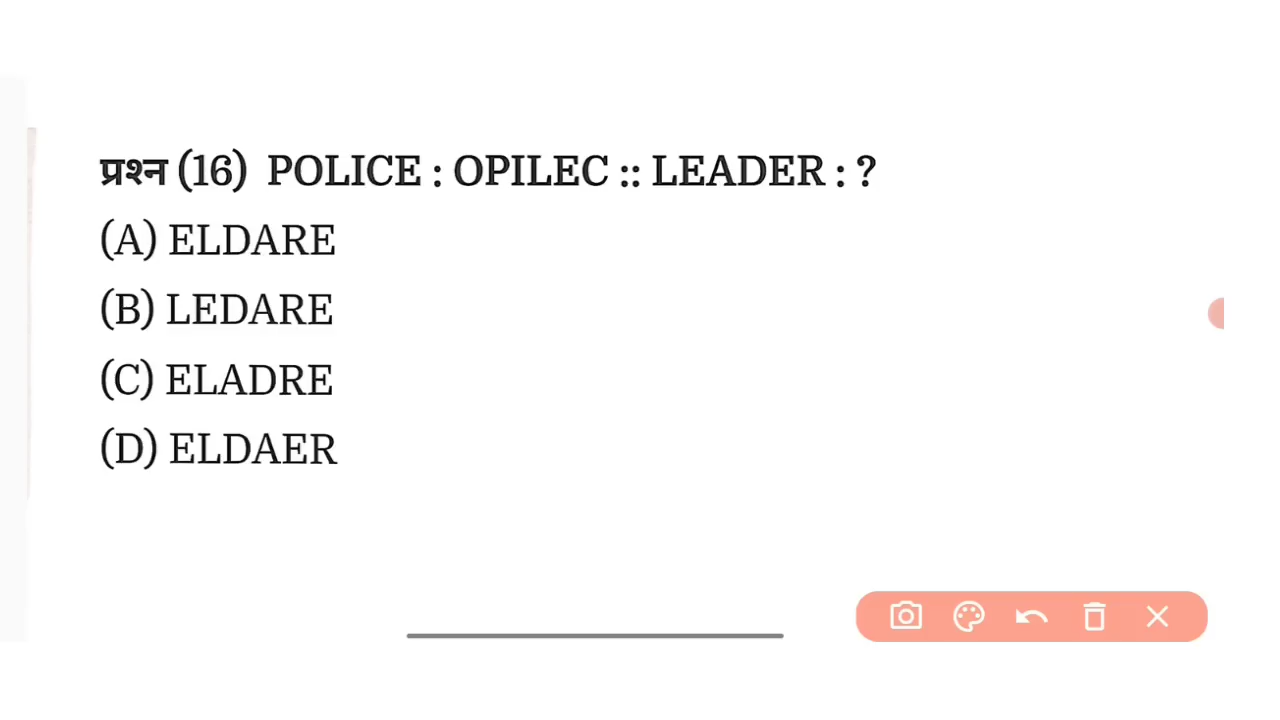 प्रश्न (16) POLICE : OPILEC :: LEADER : ?
(A) ELDARE
(B) LEDARE
(C) ELADRE
(D) ELDAER